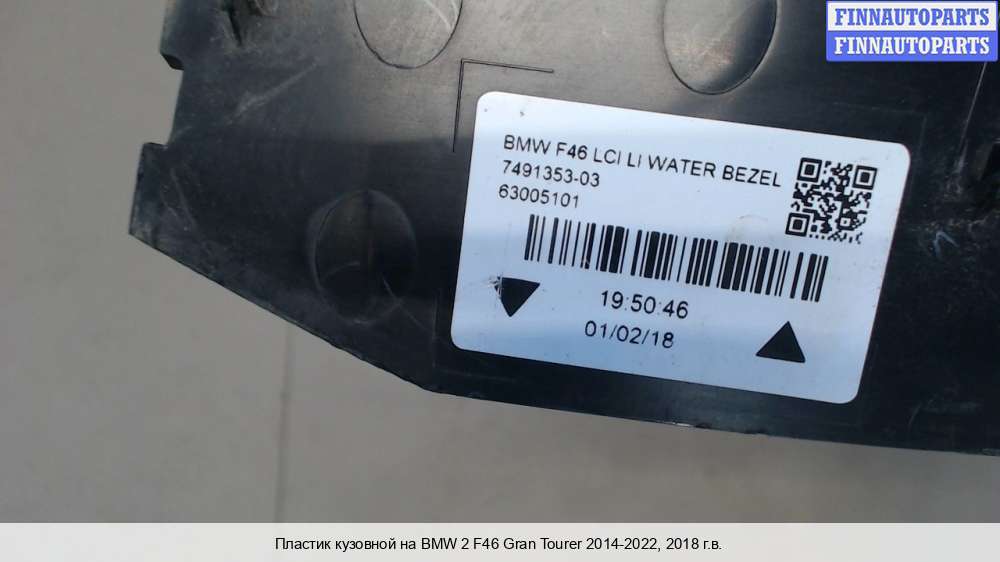 FINNAUTOPARTS
FINNAUTOPARTS
BMW F46 LCI LI WATER BEZEL
7491353-03
63005101
19:50:46
01/02/18
Пластик кузовной на BMW 2 F46 Gran Tourer 2014-2022, 2018 г.в.